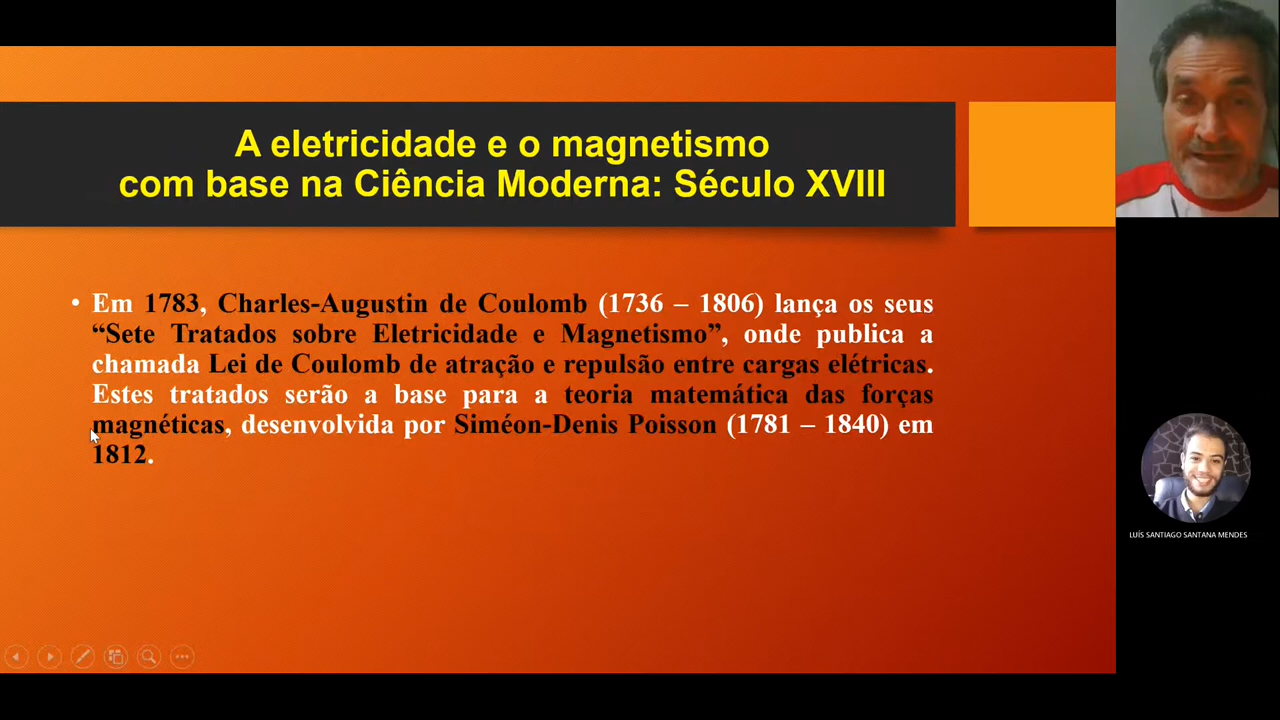 A eletricidade e o magnetismo
com base na Ciência Moderna: Século XVIII
• Em 1783, Charles-Augustin de Coulomb (1736 – 1806) lança os seus
“Sete Tratados sobre Eletricidade e Magnetismo”, onde publica a
chamada Lei de Coulomb de atração e repulsão entre cargas elétricas.
Estes tratados serão a base para a teoria matemática das forças
magnéticas, desenvolvida por Siméon-Denis Poisson (1781 – 1840) em
1812.
LUÍS SANTIAGO SANTANA MENDES